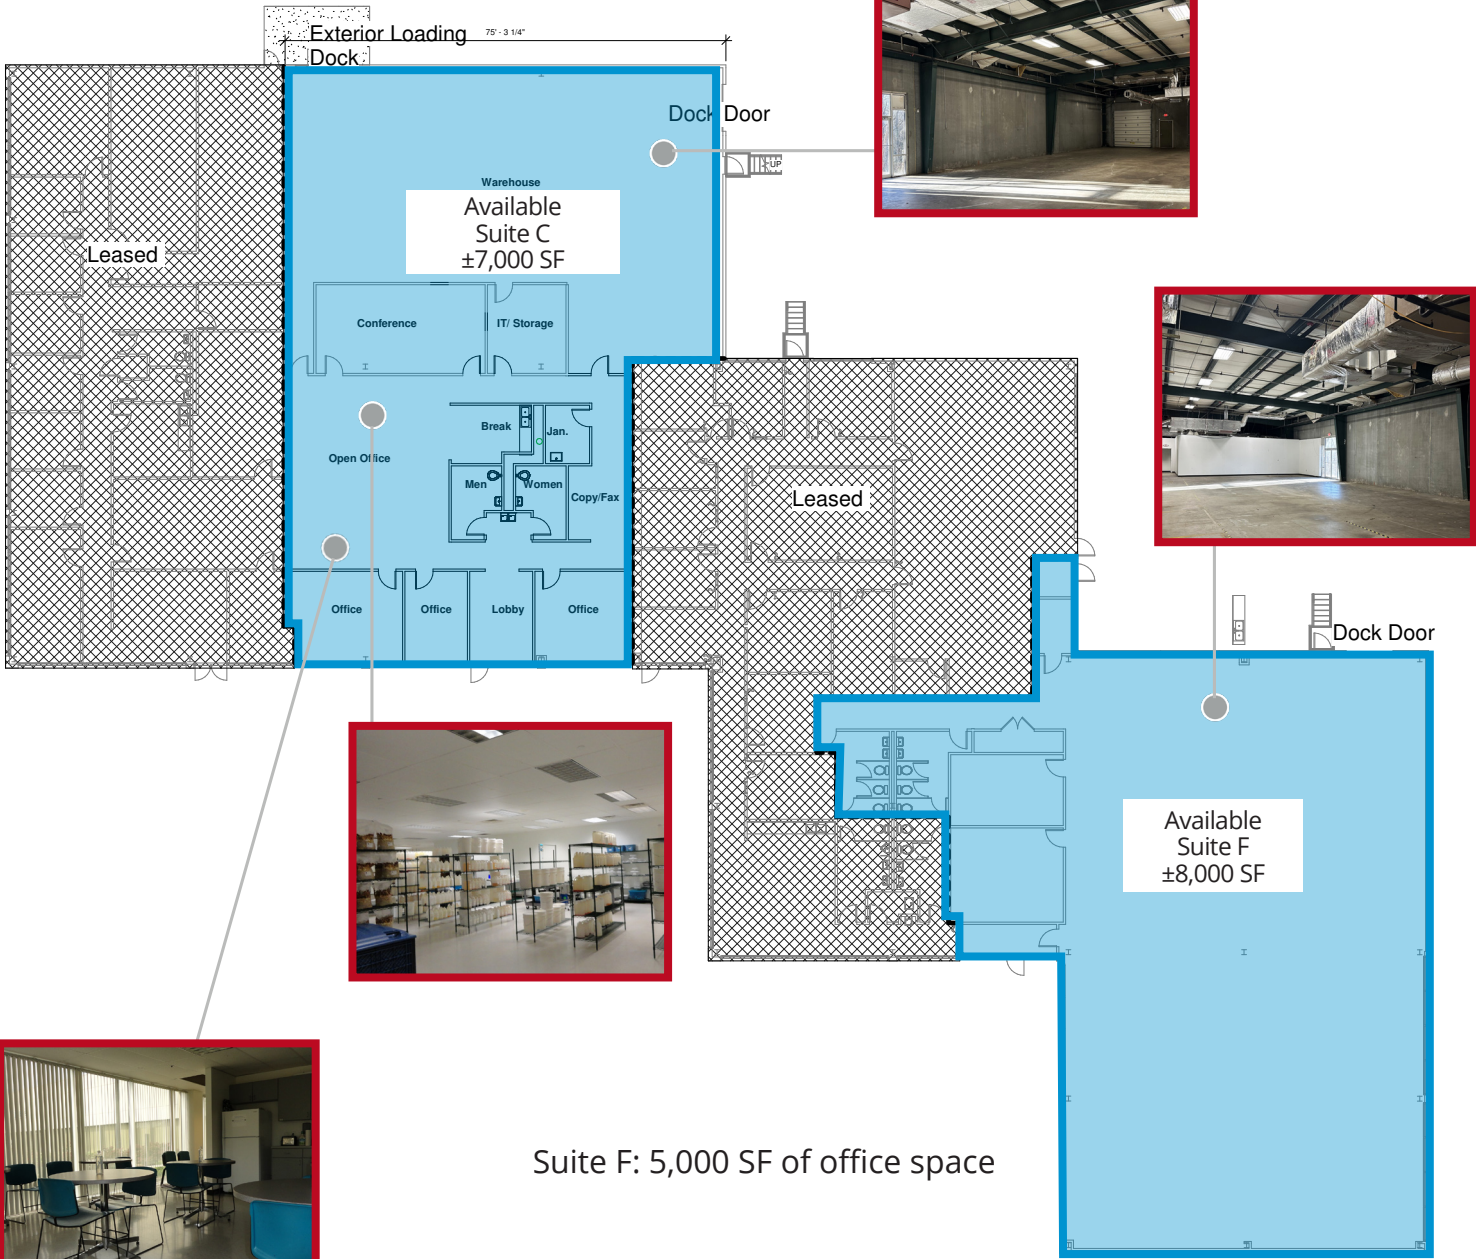 Exterior Loading
Dock
75' - 3 1/4"
Dock Door
UP
Warehouse
Available
Suite C
±7,000 SF
Leased
Conference
IT/ Storage
Break
Jan.
Open Office
Men
Women
Copy/Fax
Leased
Office
Office
Lobby
Office
Dock Door
Available
Suite F
±8,000 SF
Suite F: 5,000 SF of office space